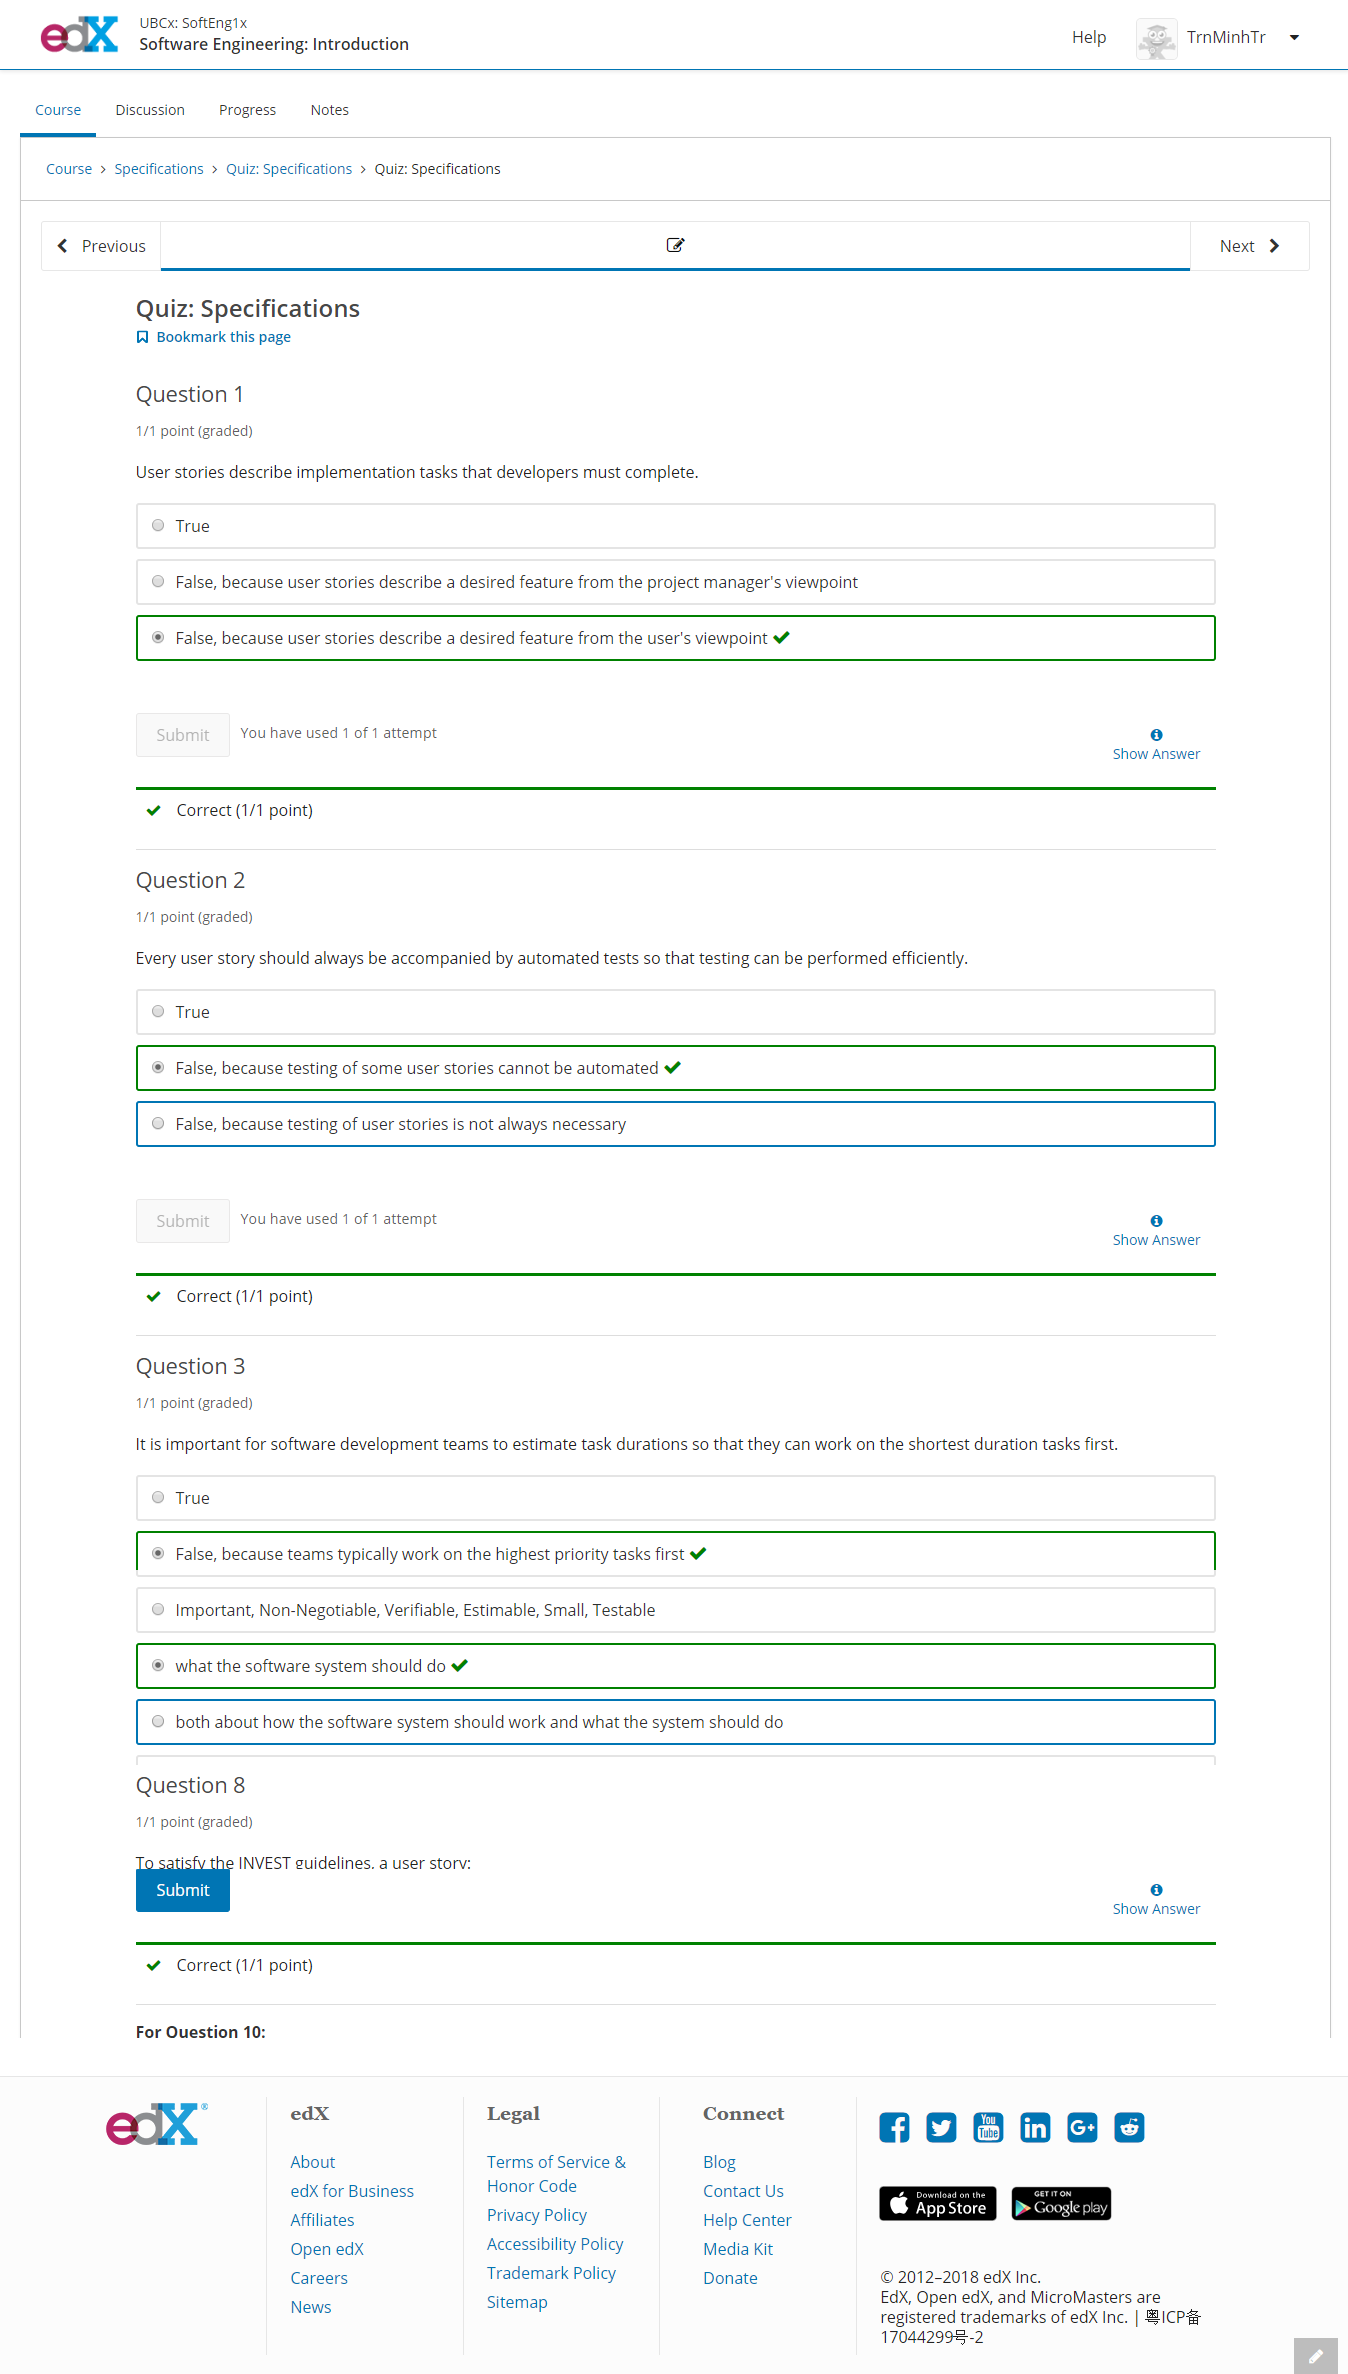 edX
UBCx: SoftEng1x
Software Engineering: Introduction
Help
TrnMinhTr
Course
Discussion
Progress
Notes
Course > Specifications > Quiz: Specifications > Quiz: Specifications
Previous
Next
Quiz: Specifications
Bookmark this page
Question 1
1/1 point (graded)
User stories describe implementation tasks that developers must complete.
True
False, because user stories describe a desired feature from the project manager's viewpoint
False, because user stories describe a desired feature from the user's viewpoint
Submit
You have used 1 of 1 attempt
Show Answer
Correct (1/1 point)
Question 2
1/1 point (graded)
Every user story should always be accompanied by automated tests so that testing can be performed efficiently.
True
False, because testing of some user stories cannot be automated
False, because testing of user stories is not always necessary
Submit
You have used 1 of 1 attempt
Show Answer
Correct (1/1 point)
Question 3
1/1 point (graded)
It is important for software development teams to estimate task durations so that they can work on the shortest duration tasks first.
True
False, because teams typically work on the highest priority tasks first
Important, Non-Negotiable, Verifiable, Estimable, Small, Testable
what the software system should do
both about how the software system should work and what the system should do
Question 8
1/1 point (graded)
To satisfy the INVEST guidelines, a user story:
Submit
Show Answer
Correct (1/1 point)
For Question 10:
edX
edX
About
edX for Business
Affiliates
Open edX
Careers
News
Legal
Terms of Service &
Honor Code
Privacy Policy
Accessibility Policy
Trademark Policy
Sitemap
Connect
Blog
Contact Us
Help Center
Media Kit
Donate
You
Tube
in
G+
Download on the
App Store
GET IT ON
Google play
© 2012–2018 edX Inc.
EdX, Open edX, and MicroMasters are
registered trademarks of edX Inc. | 粤ICP备
17044299号-2